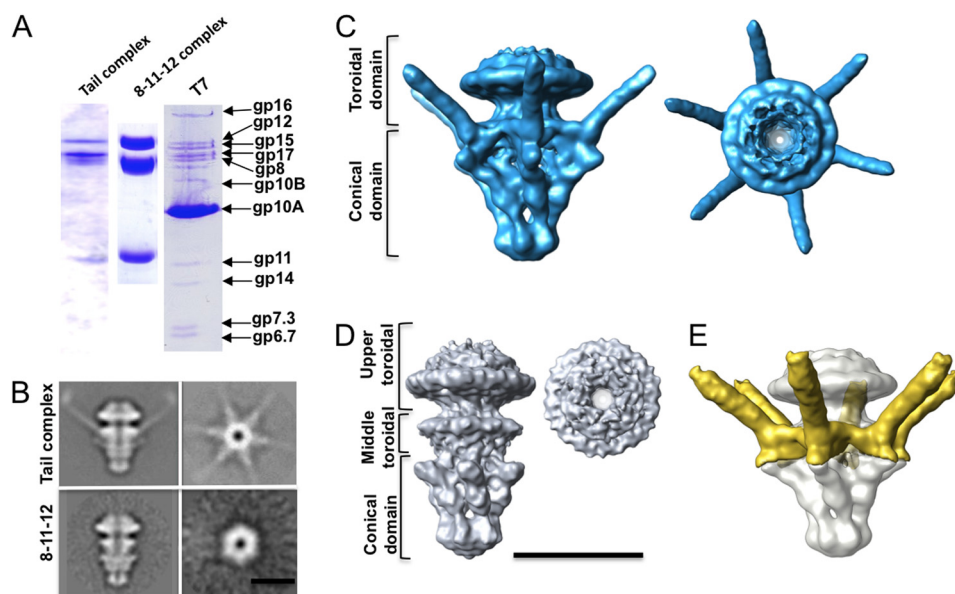 A
Tail complex
8-11-12 complex
T7
gp16
gp12
gp15
gp17
gp8
gp10B
gp10A
gp11
gp14
gp7.3
gp6.7
B
Tail complex
8-11-12
C
Toroidal
domain
Conical
domain
D
Upper
toroidal
Middle
toroidal
Conical
domain
E